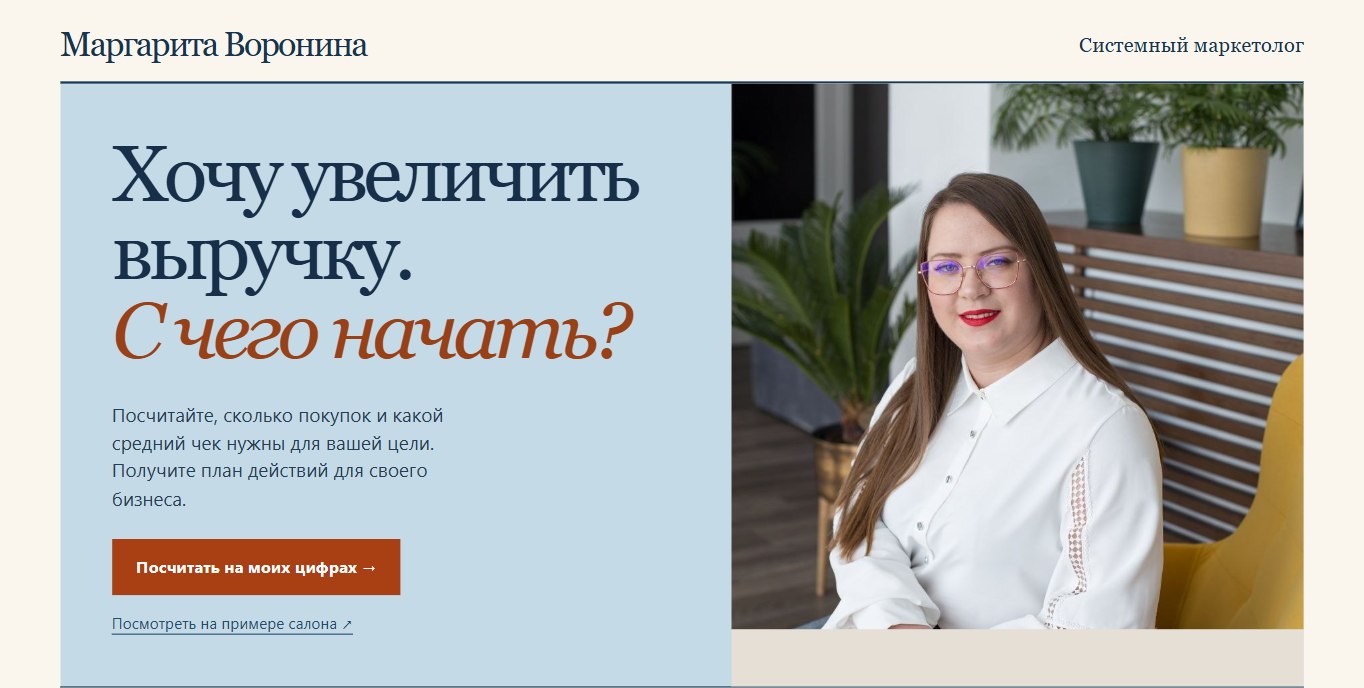 Маргарита Воронина
Системный маркетолог
Хочу увеличить
выручку.
С чего начать?
Посчитайте, сколько покупок и какой
средний чек нужны для вашей цели.
Получите план действий для своего
бизнеса.
Посчитать на моих цифрах →
Посмотреть на примере салона ↗